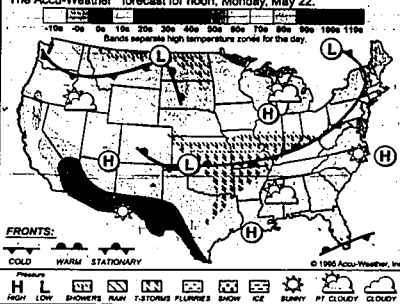 The Accu-Weather® forecast for noon, Monday, May 22.
-10s -0s 0s 10s 20s 30s 40s 50s 60s 70s 80s 90s 100s 110s
Bands separate high temperature zones for the day.
L
L
H
H
H
L
H
H
FRONTS:
COLD WARM STATIONARY
© 1995 Accu-Weather, Inc.
Pressure
H L
HIGH LOW SHOWERS RAIN T-STORMS FLURRIES SNOW ICE SUNNY PT CLOUDY CLOUDY